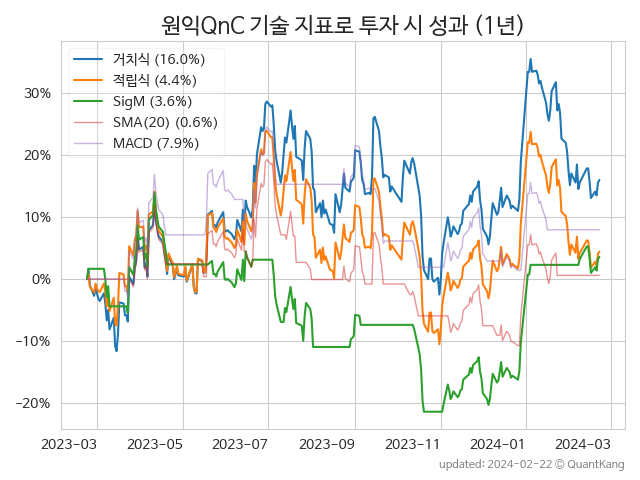 원익QnC 기술 지표로 투자 시 성과 (1년)
거치식 (16.0%)
적립식 (4.4%)
SigM (3.6%)
SMA(20) (0.6%)
MACD (7.9%)
30%
20%
10%
0%
−10%
−20%
2023-03 2023-05 2023-07 2023-09 2023-11 2024-01 2024-03
updated: 2024-02-22 © QuantKang